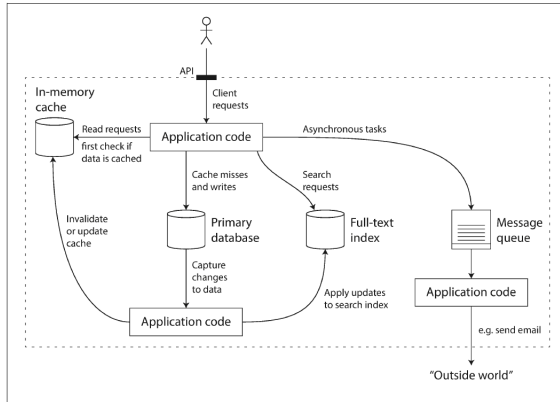 API
Client
requests
In-memory
cache
Read requests
first check if
data is cached
Application code
Asynchronous tasks
Cache misses
and writes
Search
requests
Invalidate
or update
cache
Primary
database
Full-text
index
Message
queue
Capture
changes
to data
Apply updates
to search index
Application code
Application code
e.g. send email
"Outside world"